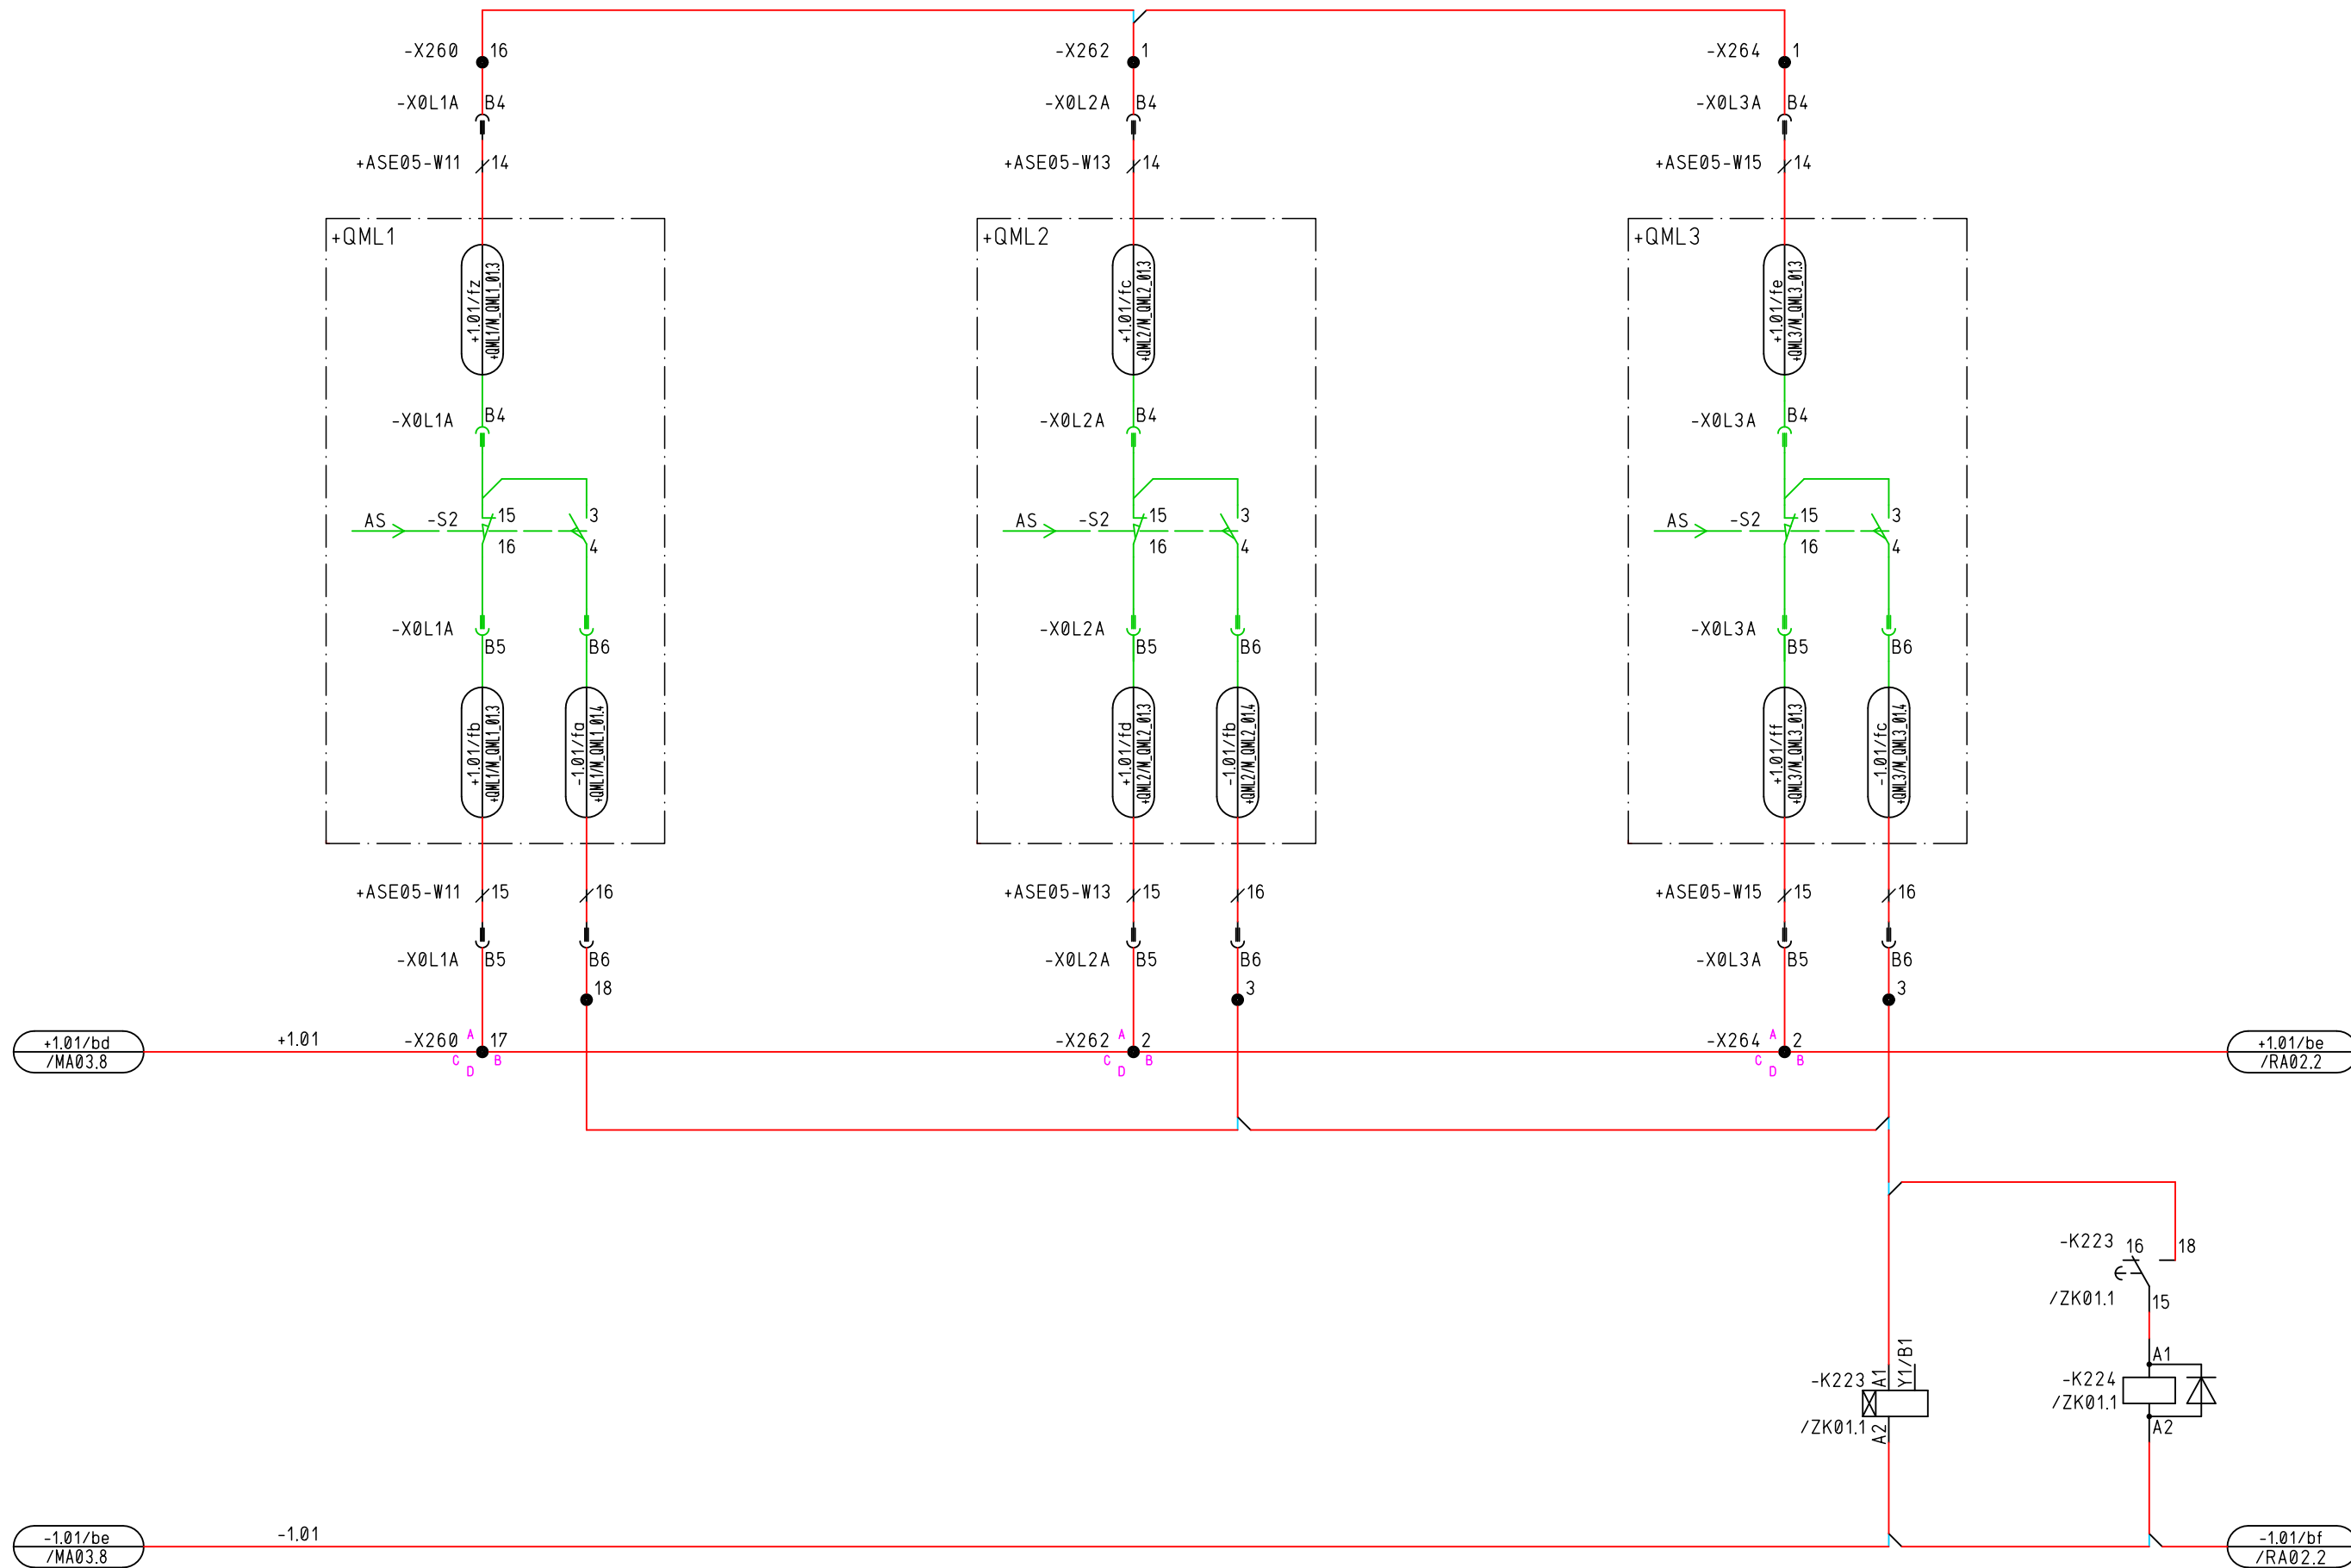 -X260 16
-X262 1
-X264 1
-X0L1A B4
-X0L2A B4
-X0L3A B4
+ASE05-W11 14
+ASE05-W13 14
+ASE05-W15 14
+QML1
+QML2
+QML3
+1.01/fz
+QML1/M_QML1_01.3
+1.01/fc
+QML2/M_QML2_01.3
+1.01/fe
+QML3/M_QML3_01.3
-X0L1A B4
-X0L2A B4
-X0L3A B4
AS -S2 15 3
16 4
AS -S2 15 3
16 4
AS -S2 15 3
16 4
-X0L1A B5 B6
-X0L2A B5 B6
-X0L3A B5 B6
+1.01/fb
+QML1/M_QML1_01.3
-1.01/fa
+QML1/M_QML1_01.4
+1.01/fd
+QML2/M_QML2_01.3
-1.01/fb
+QML2/M_QML2_01.4
+1.01/ff
+QML3/M_QML3_01.3
-1.01/fc
+QML3/M_QML3_01.4
+ASE05-W11 15 16
+ASE05-W13 15 16
+ASE05-W15 15 16
-X0L1A B5 B6
-X0L2A B5 B6
-X0L3A B5 B6
18
3
3
+1.01/bd
/MA03.8
+1.01
-X260 A 17
C B
D
-X262 A 2
C B
D
-X264 A 2
C B
D
+1.01/be
/RA02.2
-K223 16 18
/ZK01.1 15
-K223 A1 Y1/B1
/ZK01.1 A2
A1
-K224
/ZK01.1
A2
-1.01/be
/MA03.8
-1.01
-1.01/bf
/RA02.2